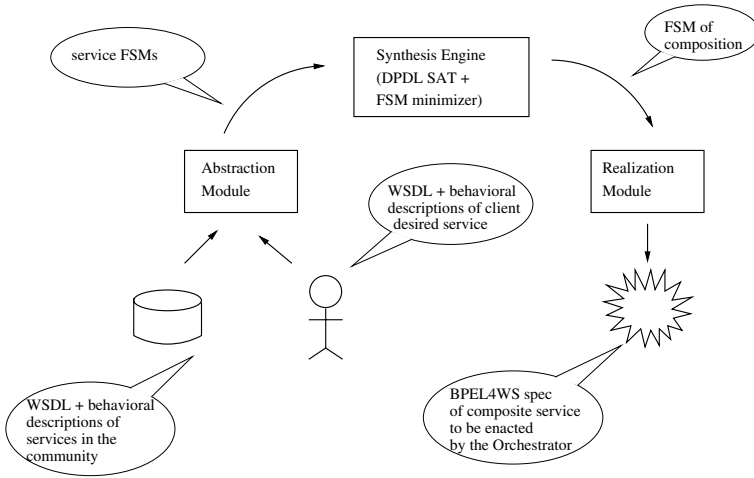 service FSMs
Synthesis Engine
(DPDL SAT +
FSM minimizer)
FSM of
composition
Abstraction
Module
Realization
Module
WSDL + behavioral
descriptions of client
desired service
WSDL + behavioral
descriptions of
services in the
community
BPEL4WS spec
of composite service
to be enacted
by the Orchestrator